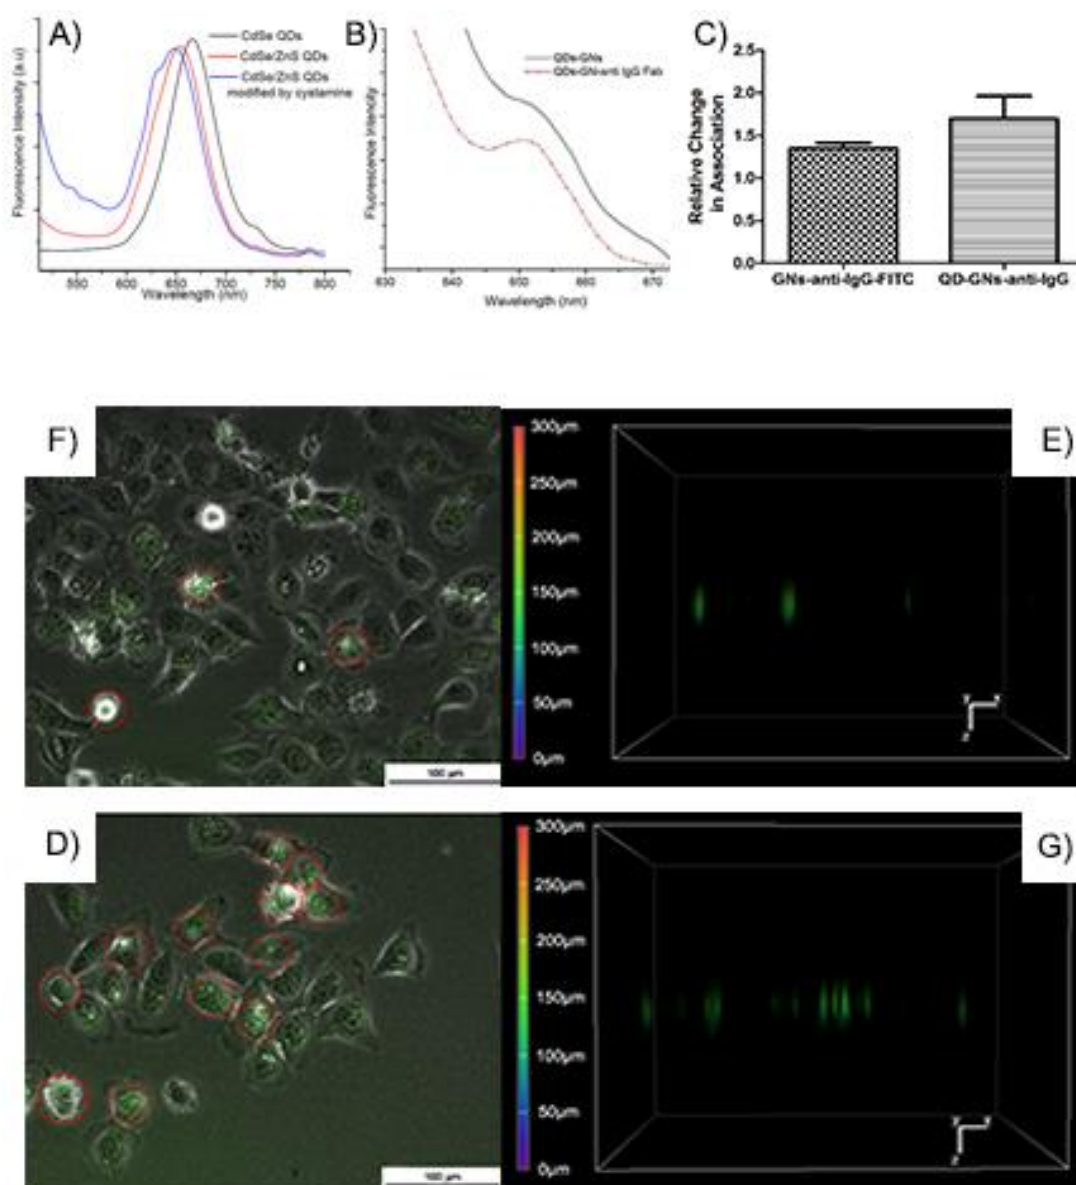 A)
CdSe QDs
CdSe/ZnS QDs
CdSe/ZnS QDs
modified by cystamine
Fluorescence Intensity (a.u)
550 600 650 700 750 800
Wavelength (nm)
B)
QDs-GNs
QDs-GN-anti IgG Fab
Fluorescence Intensity
630 640 650 660 670
Wavelength (nm)
C)
Relative Change
in Association
2.5
2.0
1.5
1.0
0.5
0.0
GNs-anti-IgG-FITC QD-GNs-anti-IgG
F)
100 µm
E)
300µm
250µm
200µm
150µm
100µm
50µm
0µm
D)
100 µm
G)
300µm
250µm
200µm
150µm
100µm
50µm
0µm